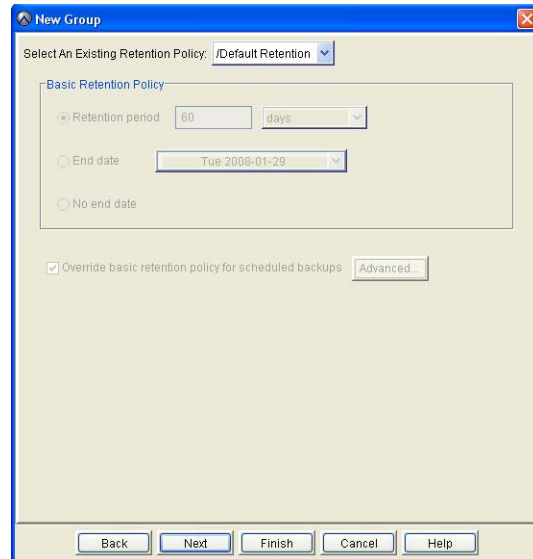 New Group
Select An Existing Retention Policy: /Default Retention
Basic Retention Policy
Retention period 60 days
End date Tue 2008-01-29
No end date
Override basic retention policy for scheduled backups Advanced...
Back Next Finish Cancel Help